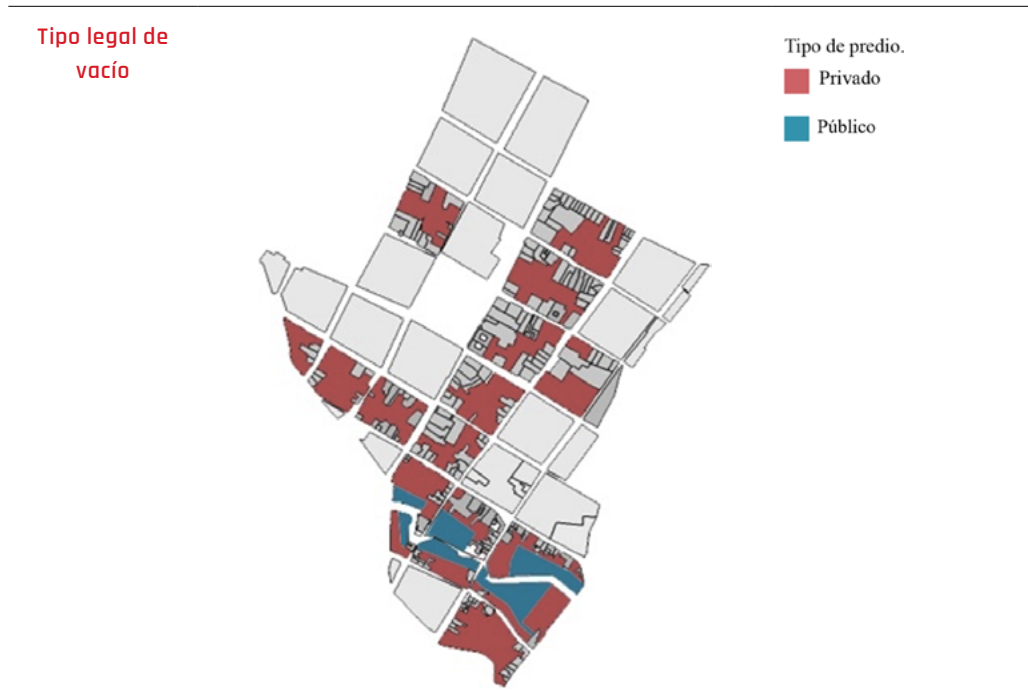 Tipo legal de
vacío
Tipo de predio.
Privado
Público